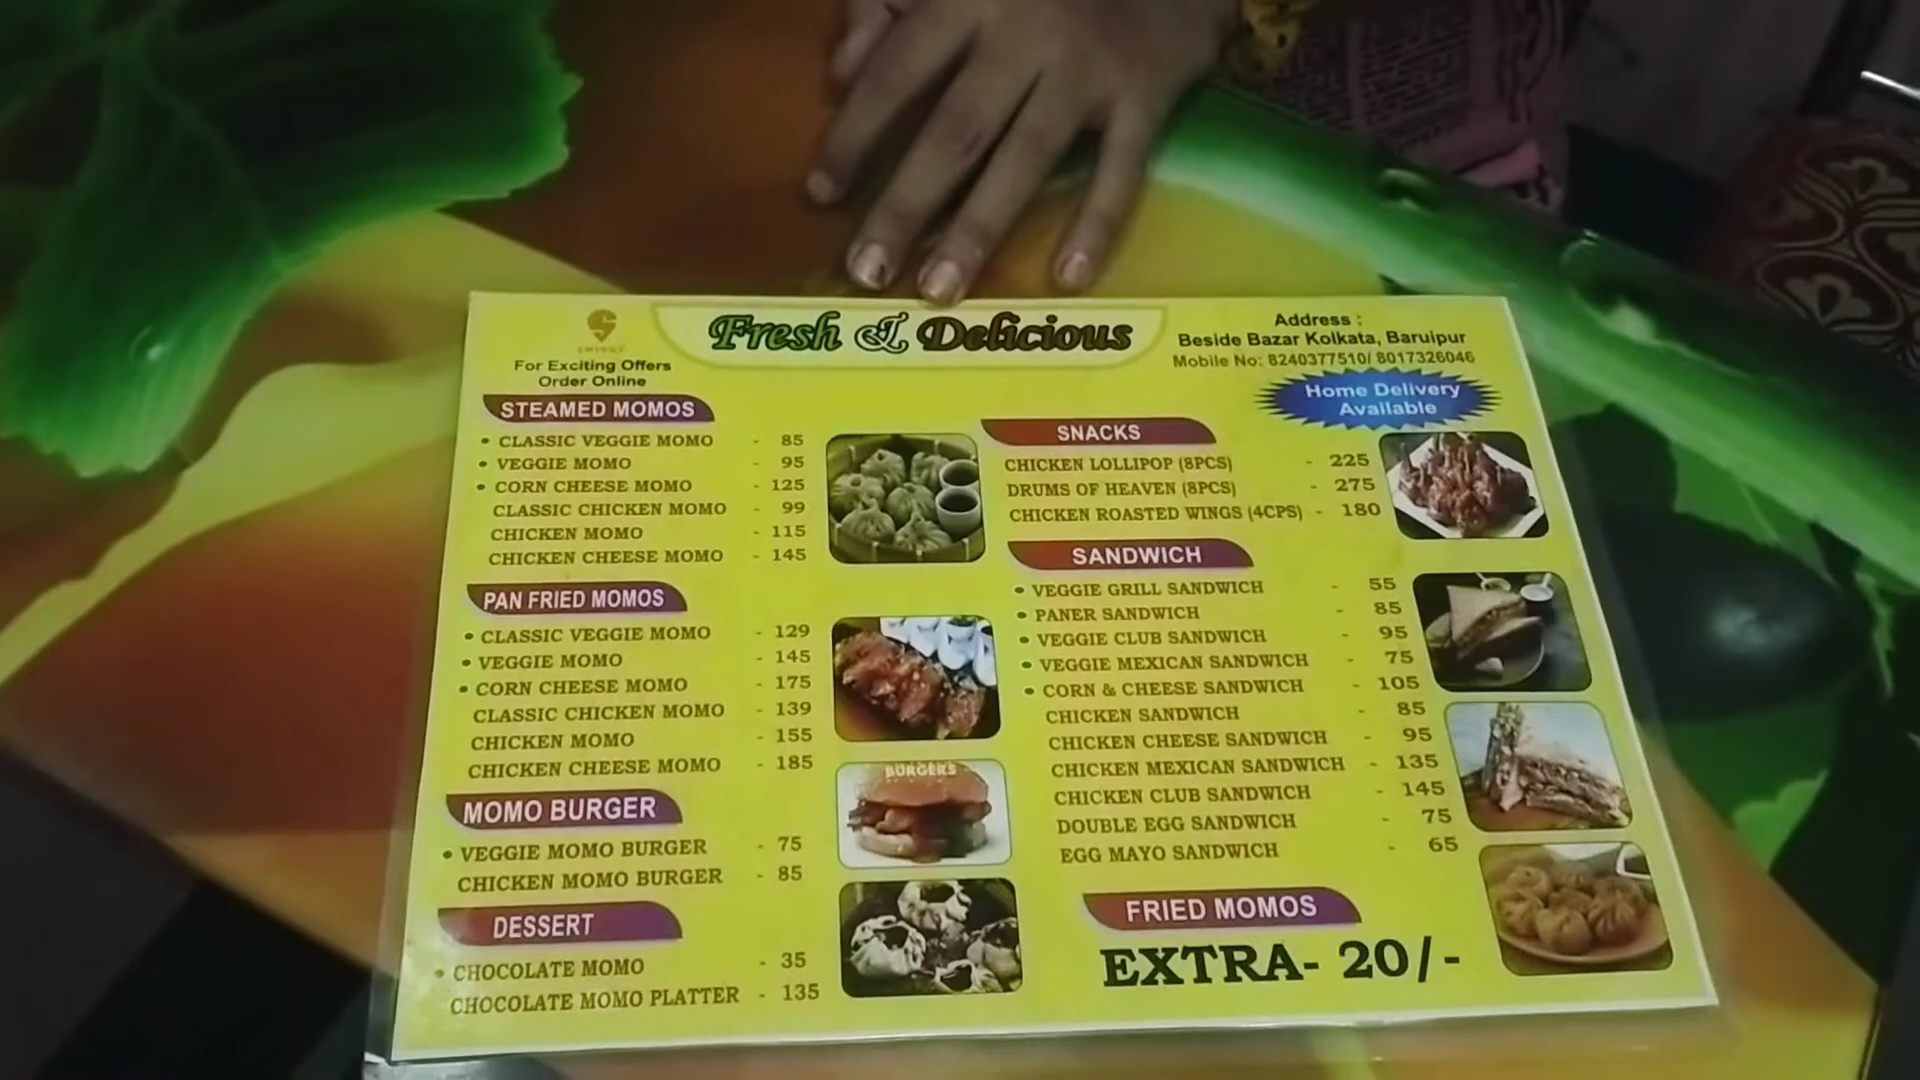 SWIGGY
For Exciting Offers
Order Online
Fresh & Delicious
Address :
Beside Bazar Kolkata, Baruipur
Mobile No: 8240377510/ 8017326046
Home Delivery
Available
STEAMED MOMOS
• CLASSIC VEGGIE MOMO - 85
• VEGGIE MOMO - 95
• CORN CHEESE MOMO - 125
CLASSIC CHICKEN MOMO - 99
CHICKEN MOMO - 115
CHICKEN CHEESE MOMO - 145
PAN FRIED MOMOS
• CLASSIC VEGGIE MOMO - 129
• VEGGIE MOMO - 145
• CORN CHEESE MOMO - 175
CLASSIC CHICKEN MOMO - 139
CHICKEN MOMO - 155
CHICKEN CHEESE MOMO - 185
MOMO BURGER
• VEGGIE MOMO BURGER - 75
CHICKEN MOMO BURGER - 85
DESSERT
• CHOCOLATE MOMO - 35
CHOCOLATE MOMO PLATTER - 135
BURGERS
SNACKS
CHICKEN LOLLIPOP (8PCS) - 225
DRUMS OF HEAVEN (8PCS) - 275
CHICKEN ROASTED WINGS (4CPS) - 180
SANDWICH
• VEGGIE GRILL SANDWICH - 55
• PANER SANDWICH - 85
• VEGGIE CLUB SANDWICH - 95
• VEGGIE MEXICAN SANDWICH - 75
• CORN & CHEESE SANDWICH - 105
CHICKEN SANDWICH - 85
CHICKEN CHEESE SANDWICH - 95
CHICKEN MEXICAN SANDWICH - 135
CHICKEN CLUB SANDWICH - 145
DOUBLE EGG SANDWICH - 75
EGG MAYO SANDWICH - 65
FRIED MOMOS
EXTRA- 20/-